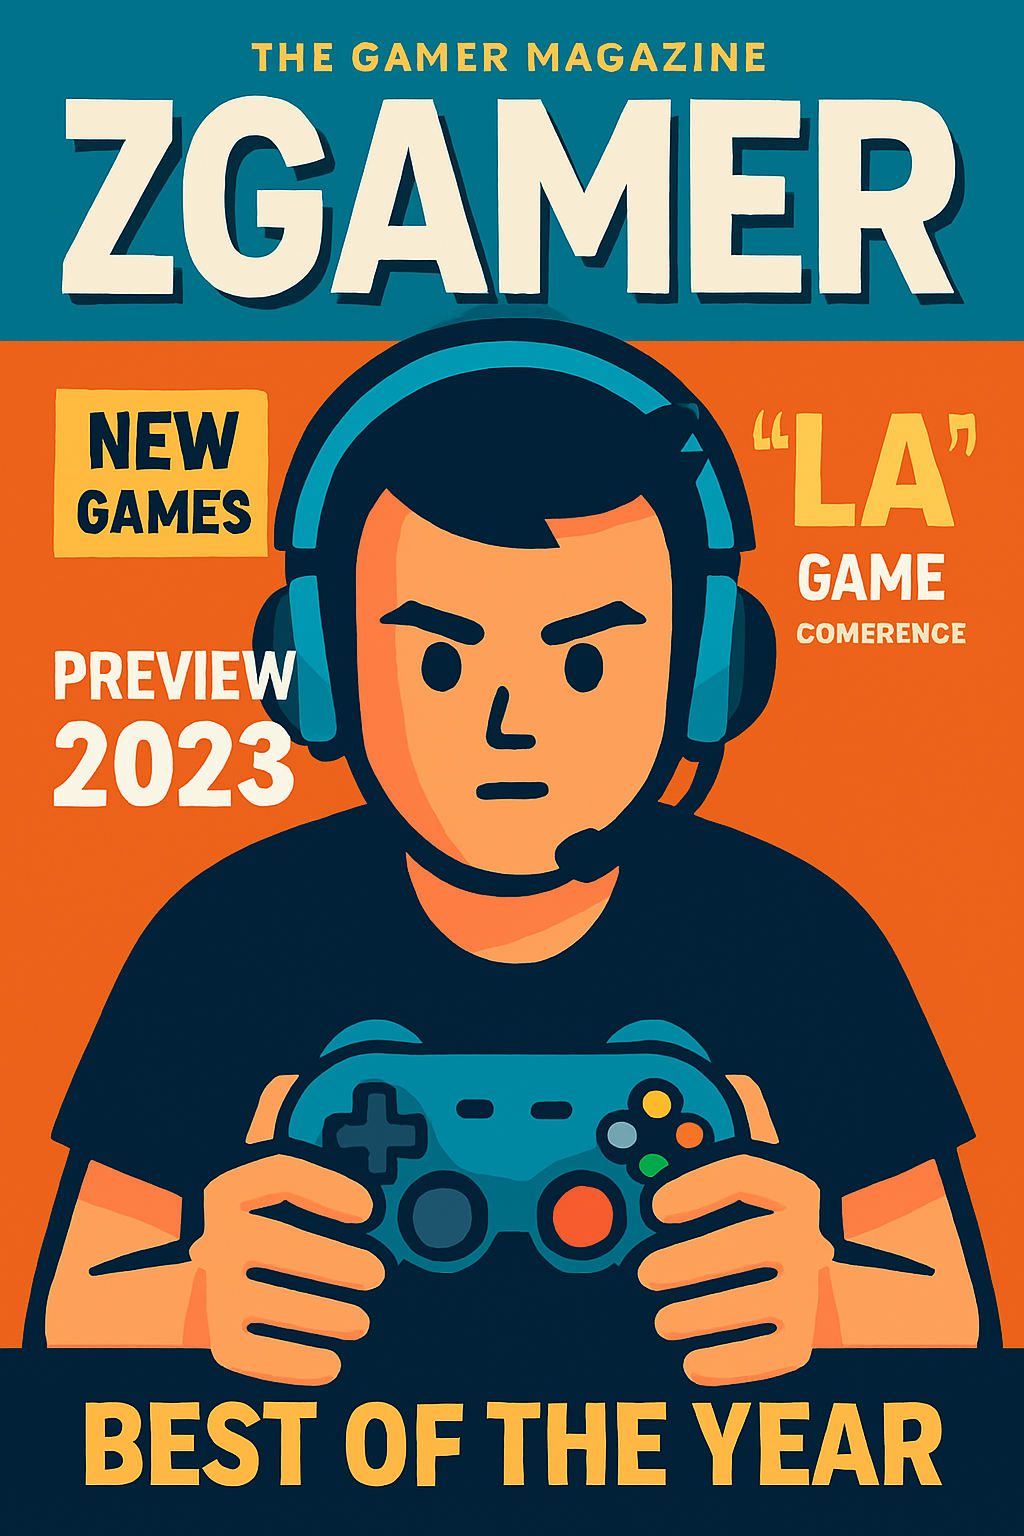 THE GAMER MAGAZINE
ZGAMER
NEW
GAMES
PREVIEW
2023
“LA”
GAME
COMERENCE
BEST OF THE YEAR